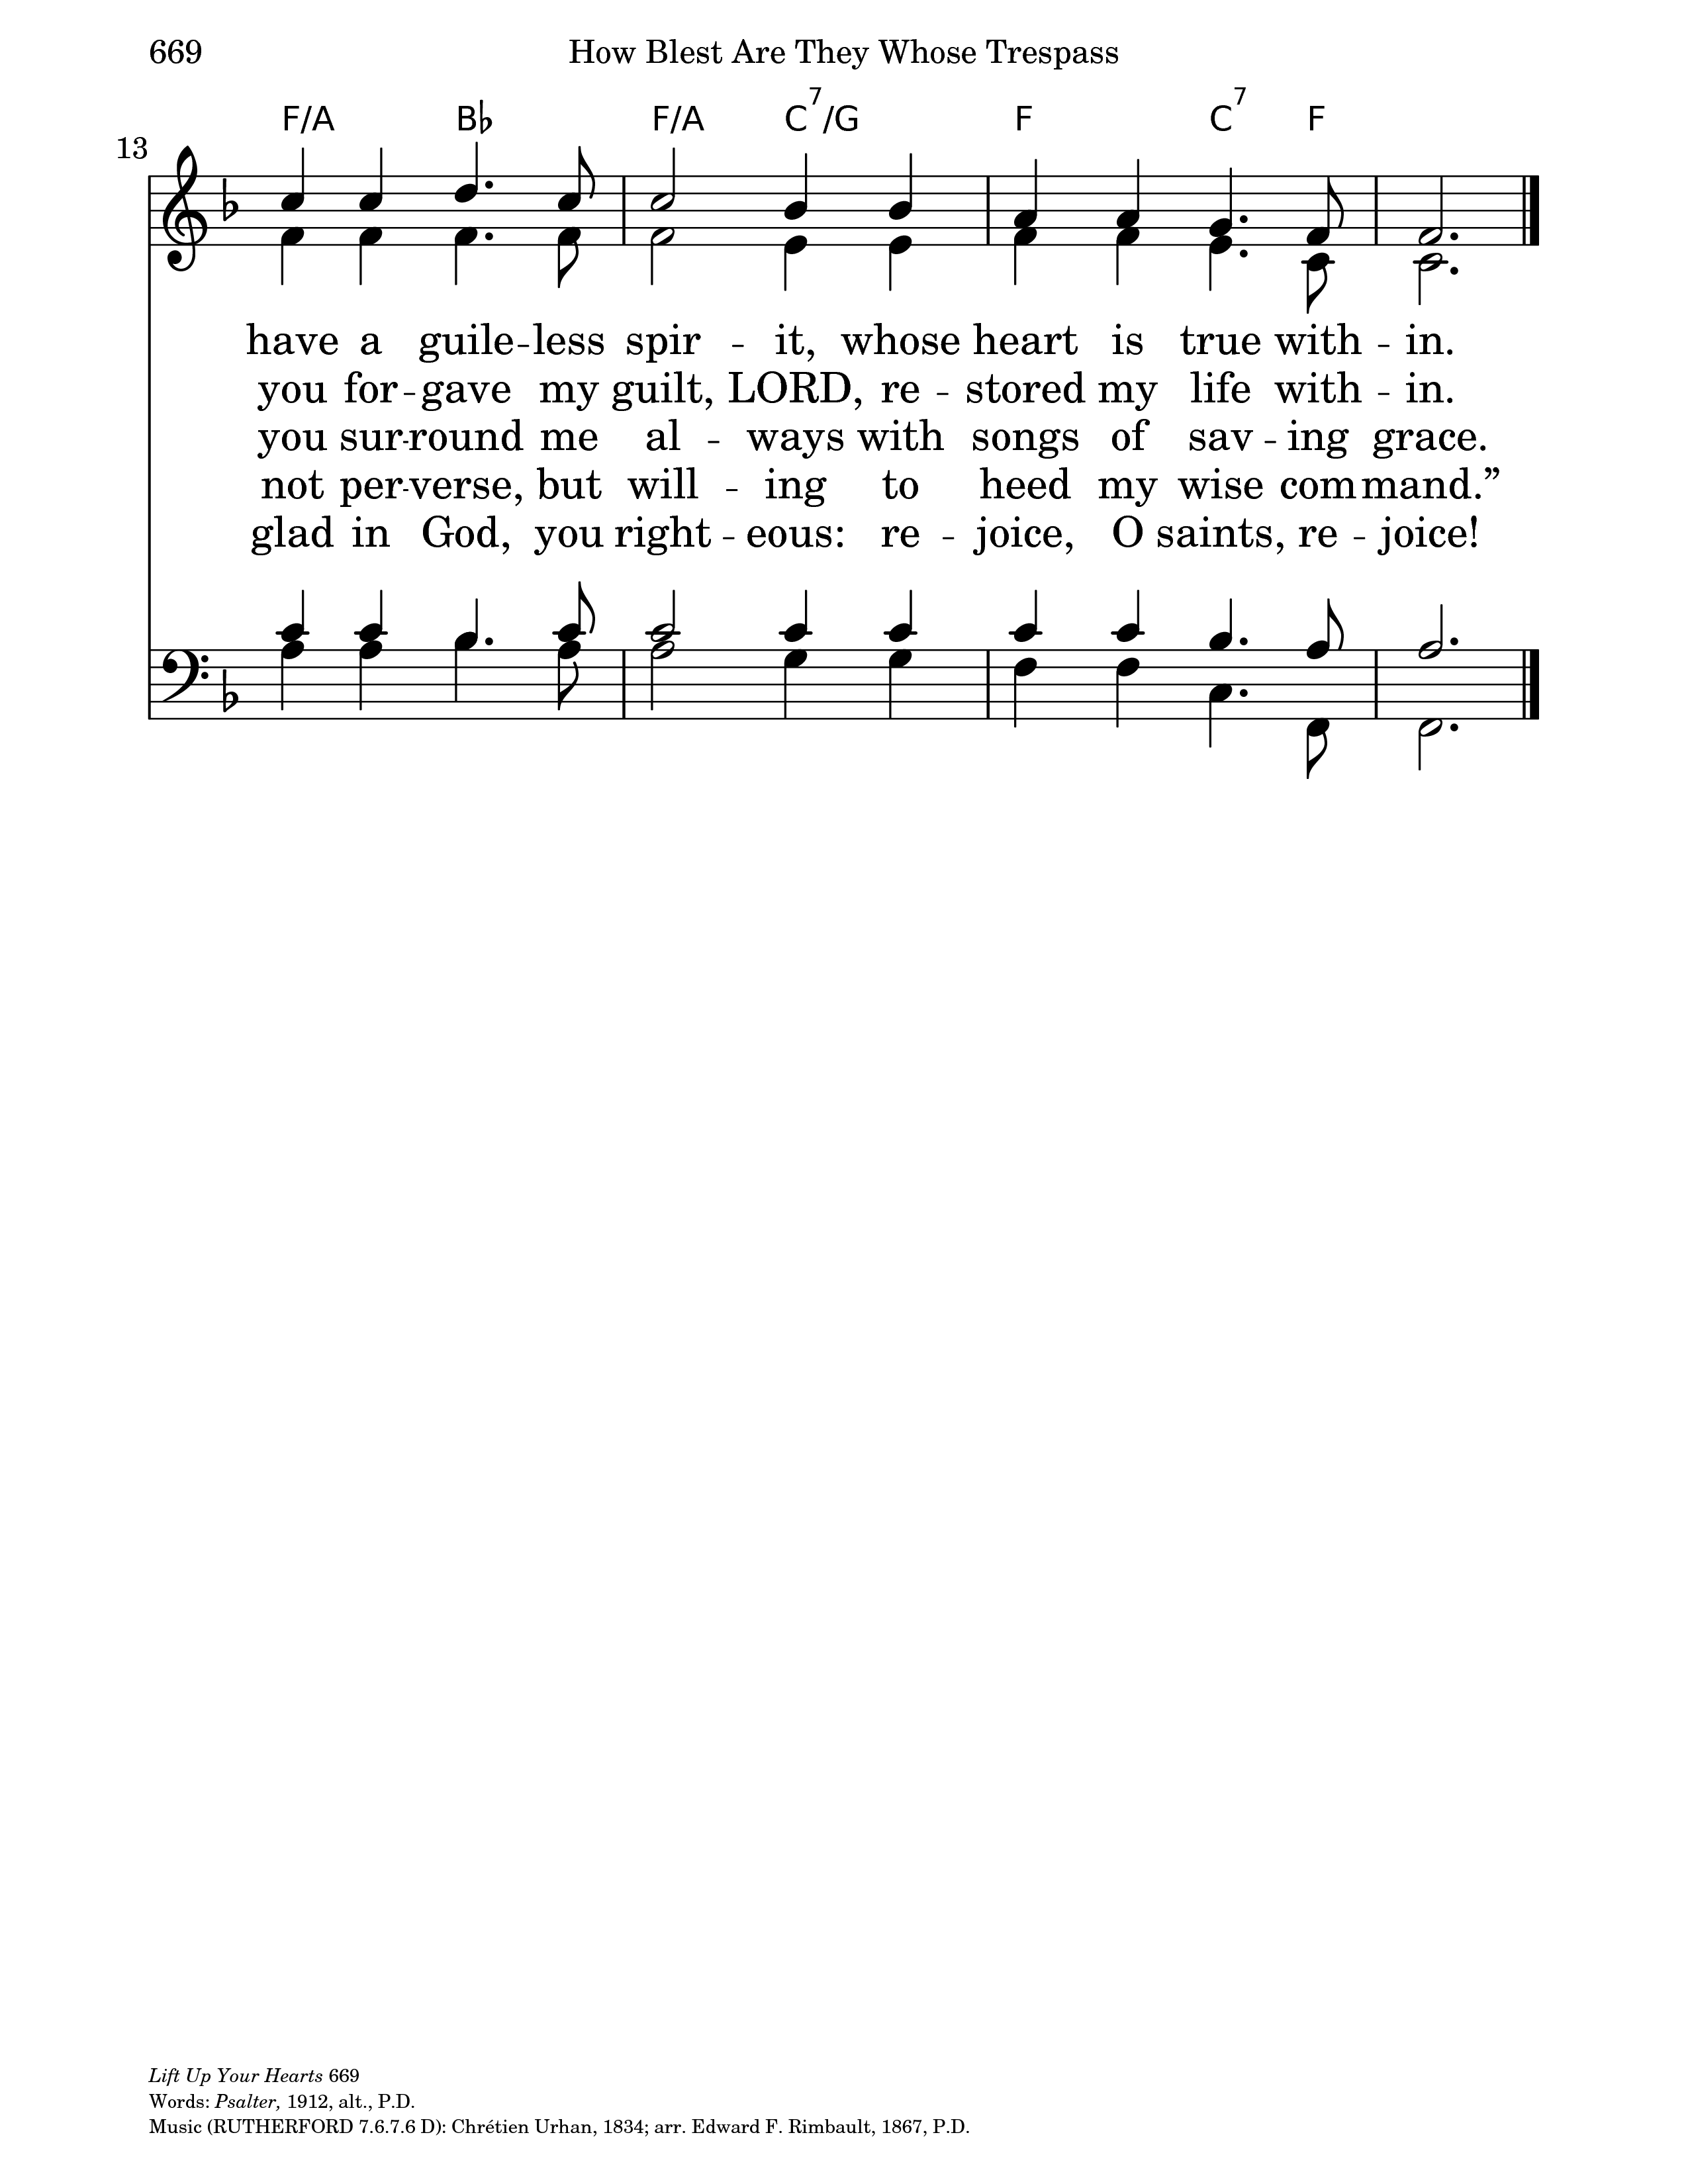 669 How Blest Are They Whose Trespass
F/A B♭ F/A C7/G F C7 F
13
have a guile -- less spir -- it, whose heart is true with -- in.
you for -- gave my guilt, LORD, re -- stored my life with -- in.
you sur -- round me al -- ways with songs of sav -- ing grace.
not per -- verse, but will -- ing to heed my wise command.”
glad in God, you right -- eous: re -- joice, O saints, re -- joice!
Lift Up Your Hearts 669
Words: Psalter, 1912, alt., P.D.
Music (RUTHERFORD 7.6.7.6 D): Chrétien Urhan, 1834; arr. Edward F. Rimbault, 1867, P.D.